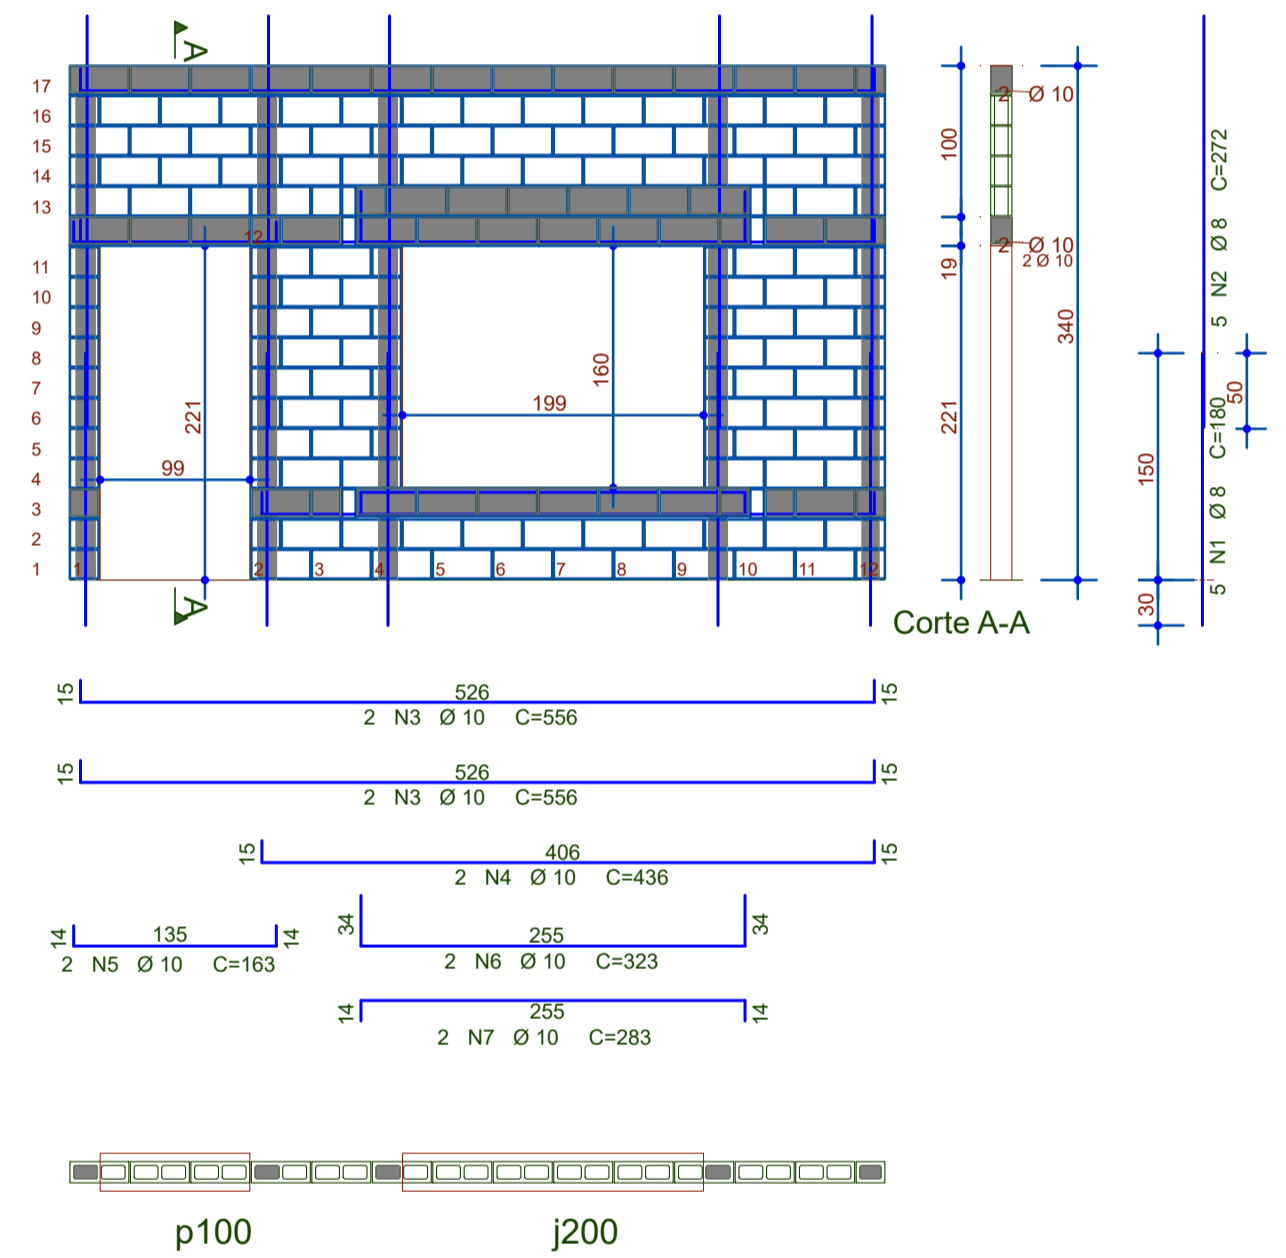 A
17
16
15
14
13
12
11
10
9
8
7
6
5
4
3
2
1
221
99
199
160
1 2 3 4 5 6 7 8 9 10 11 12
A
100
19
221
2 Ø 10
2 Ø 10
2 Ø 10
340
Corte A-A
5 N2 Ø 8 C=272
50
150
30
5 N1 Ø 8 C=180
15 526 15
2 N3 Ø 10 C=556
15 526 15
2 N3 Ø 10 C=556
15 406 15
2 N4 Ø 10 C=436
14 135 14
2 N5 Ø 10 C=163
34 255 34
2 N6 Ø 10 C=323
14 255 14
2 N7 Ø 10 C=283
p100 j200